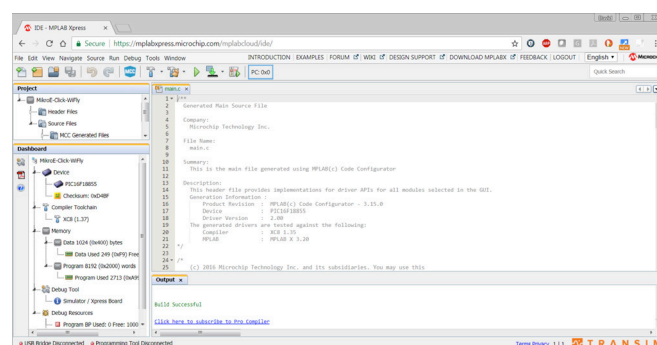 IDE - MPLAB Xpress
Secure https://mplabxpress.microchip.com/mplabcloud/ide/
File Edit View Navigate Source Run Debug Tools Window
INTRODUCTION | EXAMPLES | FORUM | WIKI | DESIGN SUPPORT | DOWNLOAD MPLABX | FEEDBACK | LOGOUT
English
PC: 0x0
Quick Search
Project
MikroE-Click-WiFly
Header Files
Source Files
MCC Generated Files
Dashboard
MikroE-Click-WiFly
Device
PIC16F18855
Checksum: 0xD4BF
Compiler Toolchain
XC8 (1.37)
Memory
Data 1024 (0x400) bytes
Data Used 249 (0xF9) Free
Program 8192 (0x2000) words
Program Used 2713 (0xA99
Debug Tool
Simulator / Xpress Board
Debug Resources
Program BP Used: 0 Free: 1000
USB Bridge Disconnected
Programming Tool Disconnected
main.c
1 /**
2 Generated Main Source File
3
4 Company:
5 Microchip Technology Inc.
6
7 File Name:
8 main.c
9
10 Summary:
11 This is the main file generated using MPLAB(c) Code Configurator
12
13 Description:
14 This header file provides implementations for driver APIs for all modules selected in the GUI.
15 Generation Information :
16 Product Revision : MPLAB(c) Code Configurator - 3.15.0
17 Device : PIC16F18855
18 Driver Version : 2.00
19 The generated drivers are tested against the following:
20 Compiler : XC8 1.35
21 MPLAB : MPLAB X 3.20
22 */
23
24 /*
25 (c) 2016 Microchip Technology Inc. and its subsidiaries. You may use this
Output
Build Successful
Click here to subscribe to Pro Compiler
Terms Privacy 1 | 1
TRANSIM